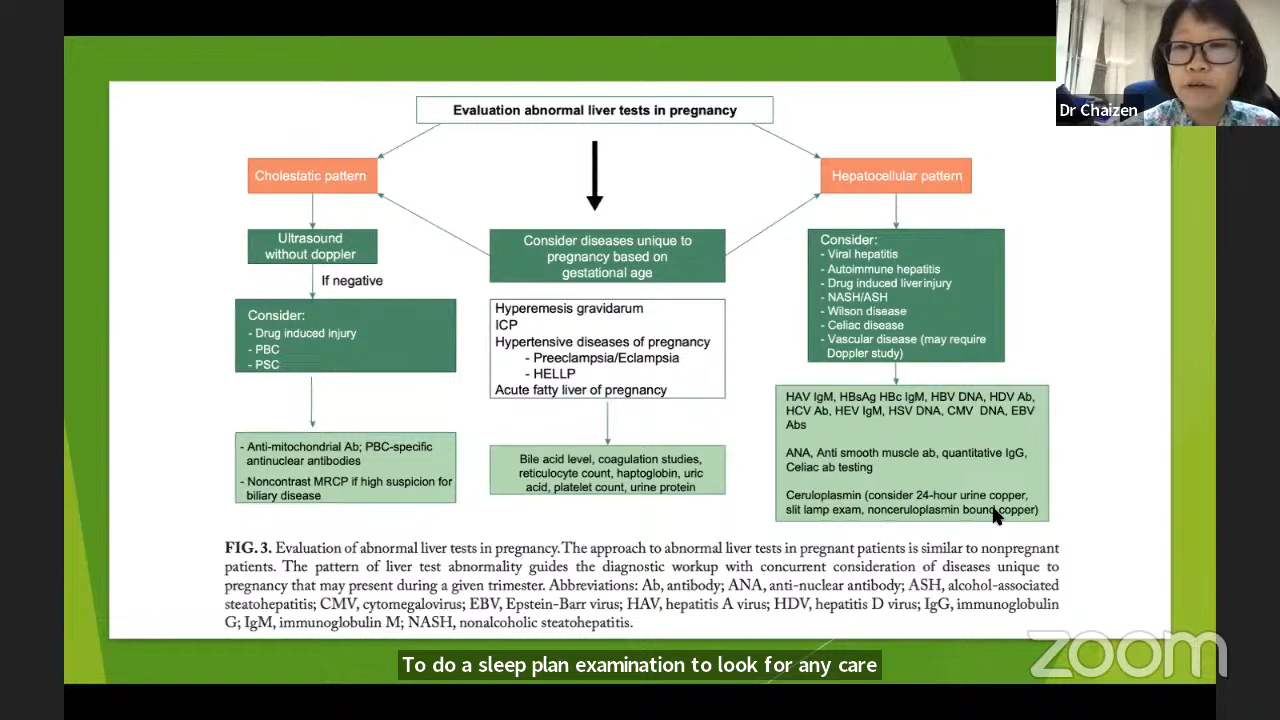 Dr Chaizen
Evaluation abnormal liver tests in pregnancy
Cholestatic pattern
Ultrasound
without doppler
If negative
Consider:
- Drug induced injury
- PBC
- PSC
- Anti-mitochondrial Ab; PBC-specific
antinuclear antibodies
- Noncontrast MRCP if high suspicion for
biliary disease
Consider diseases unique to
pregnancy based on
gestational age
Hyperemesis gravidarum
ICP
Hypertensive diseases of pregnancy
- Preeclampsia/Eclampsia
- HELLP
Acute fatty liver of pregnancy
Bile acid level, coagulation studies,
reticulocyte count, haptoglobin, uric
acid, platelet count, urine protein
Hepatocellular pattern
Consider:
- Viral hepatitis
- Autoimmune hepatitis
- Drug induced liver injury
- NASH/ASH
- Wilson disease
- Celiac disease
- Vascular disease (may require
Doppler study)
HAV IgM, HBsAg HBc IgM, HBV DNA, HDV Ab,
HCV Ab, HEV IgM, HSV DNA, CMV DNA, EBV
Abs
ANA, Anti smooth muscle ab, quantitative IgG,
Celiac ab testing
Ceruloplasmin (consider 24-hour urine copper,
slit lamp exam, nonceruloplasmin bound copper)
FIG. 3. Evaluation of abnormal liver tests in pregnancy. The approach to abnormal liver tests in pregnant patients is similar to nonpregnant
patients. The pattern of liver test abnormality guides the diagnostic workup with concurrent consideration of diseases unique to
pregnancy that may present during a given trimester. Abbreviations: Ab, antibody; ANA, anti-nuclear antibody; ASH, alcohol-associated
steatohepatitis; CMV, cytomegalovirus; EBV, Epstein-Barr virus; HAV, hepatitis A virus; HDV, hepatitis D virus; IgG, immunoglobulin
G; IgM, immunoglobulin M; NASH, nonalcoholic steatohepatitis.
To do a sleep plan examination to look for any care
zoom